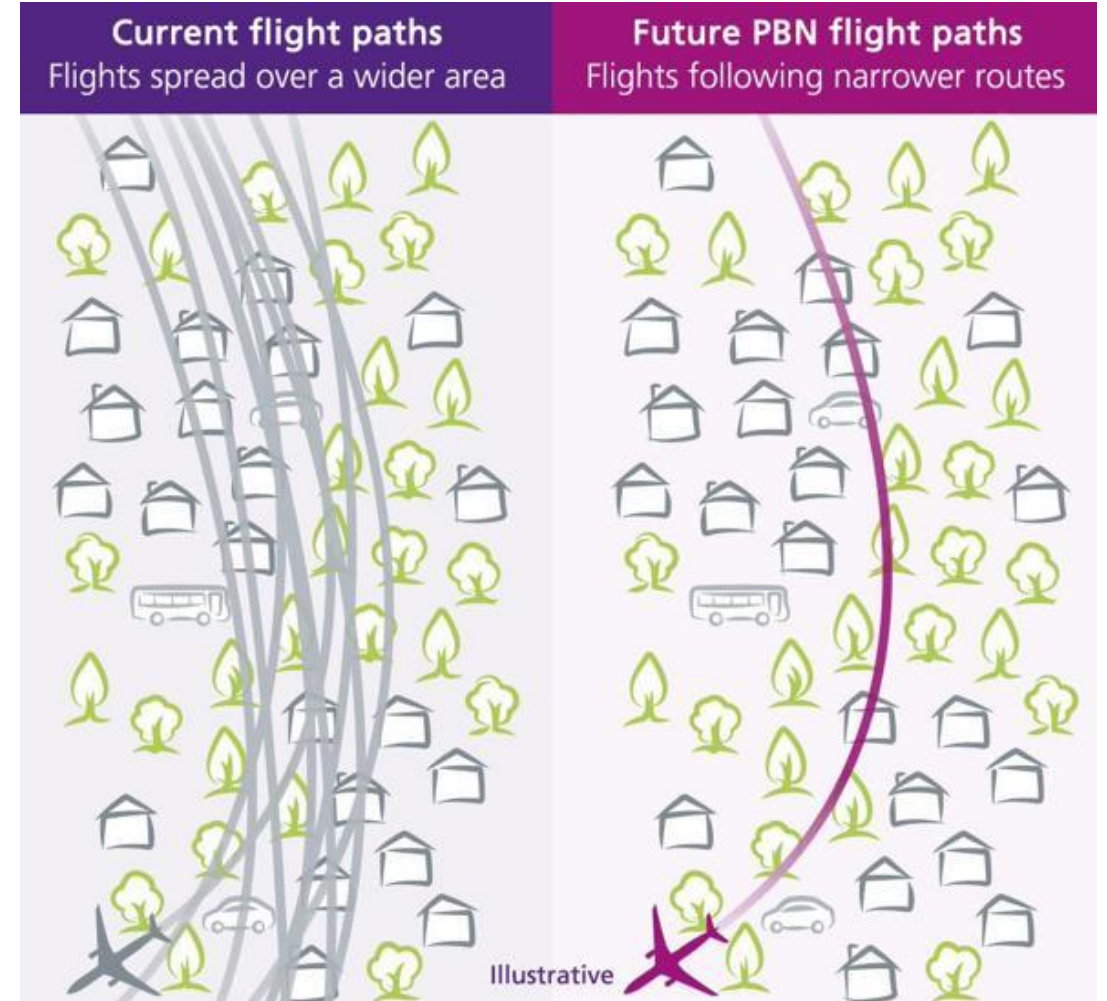 Current flight paths
Flights spread over a wider area
Future PBN flight paths
Flights following narrower routes
Illustrative